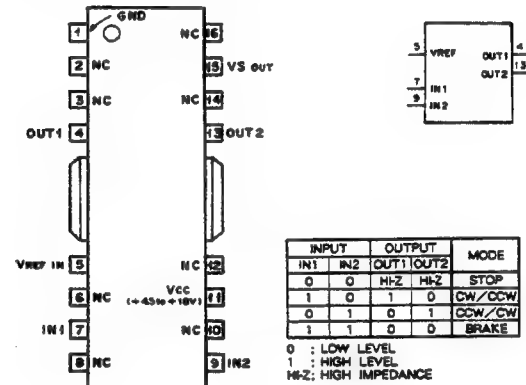 GND
1 NC 16
2 NC 15 VS OUT
3 NC NC 14
OUT1 4 13 OUT2
VREF IN 5 NC 12
6 NC VCC 11
(+4.5 to +18V)
IN1 7 NC 10
8 NC 9 IN2
5 VREF OUT1 4
OUT2 13
7 IN1
9 IN2
INPUT OUTPUT MODE
IN1 IN2 OUT1 OUT2
0 0 HI-Z HI-Z STOP
1 0 1 0 CW/CCW
0 1 0 1 CCW/CW
1 1 0 0 BRAKE
0 : LOW LEVEL
1 : HIGH LEVEL
HI-Z; HIGH IMPEDANCE